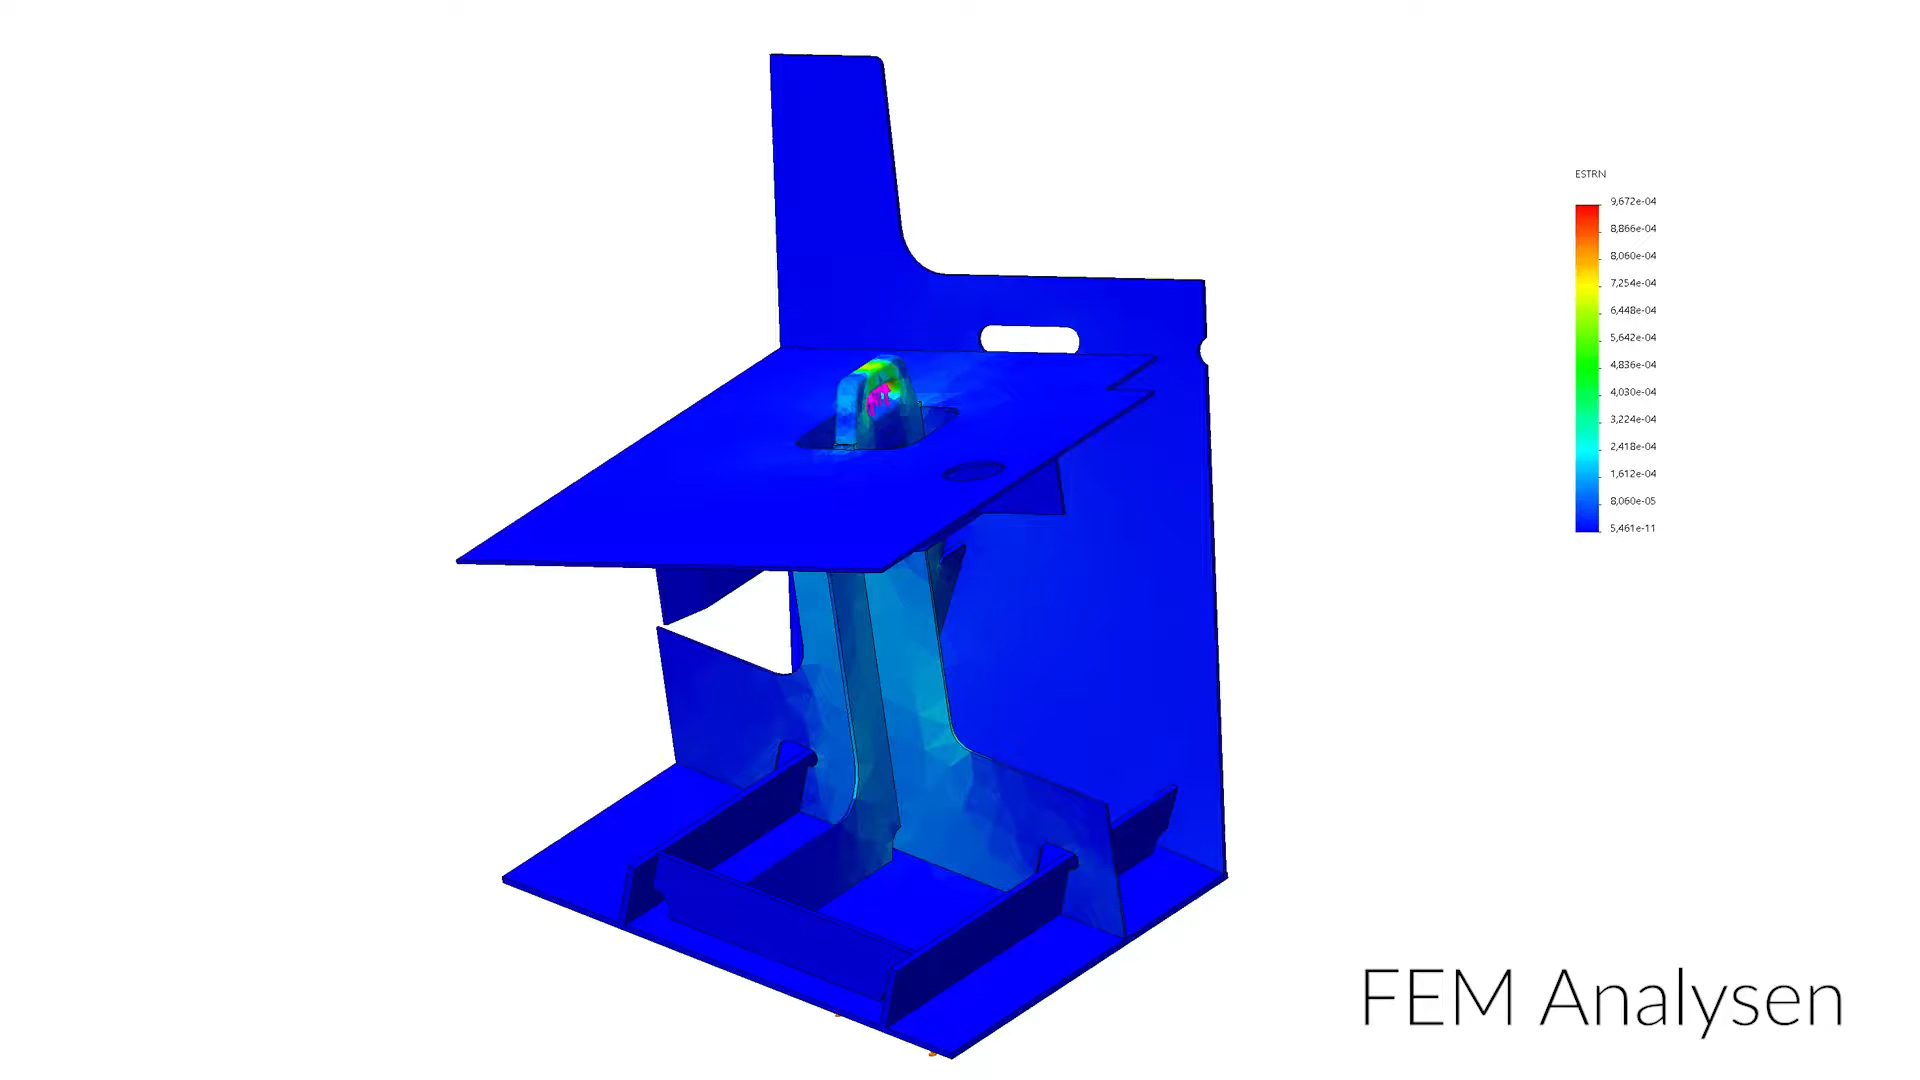 ESTRN
9,672e-04
8,866e-04
8,060e-04
7,254e-04
6,448e-04
5,642e-04
4,836e-04
4,030e-04
3,224e-04
2,418e-04
1,612e-04
8,060e-05
5,461e-11
FEM Analysen